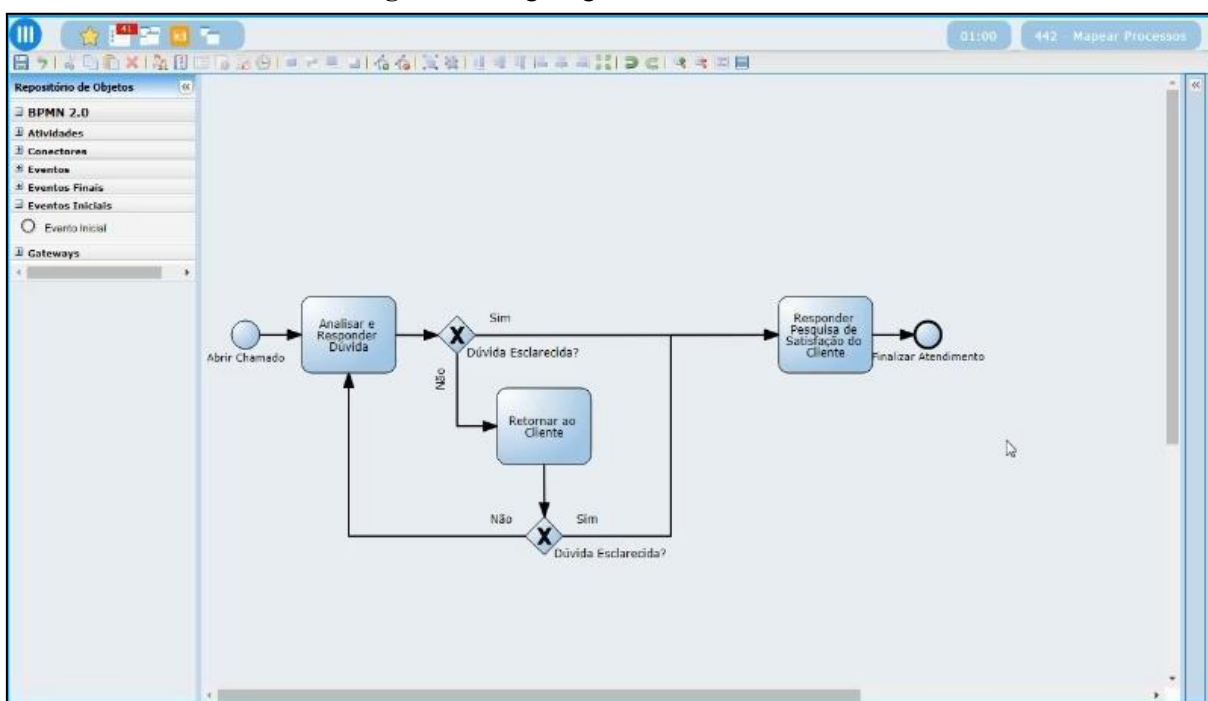 41
01:00
442 - Mapear Processos
Repositório de Objetos
BPMN 2.0
Atividades
Conectores
Eventos
Eventos Finais
Eventos Iniciais
Evento Inicial
Gateways
Abrir Chamado
Analisar e
Responder
Dúvida
Sim
Dúvida Esclarecida?
Não
Retornar ao
Cliente
Não
Sim
Dúvida Esclarecida?
Responder
Pesquisa de
Satisfação do
Cliente
Finalizar Atendimento